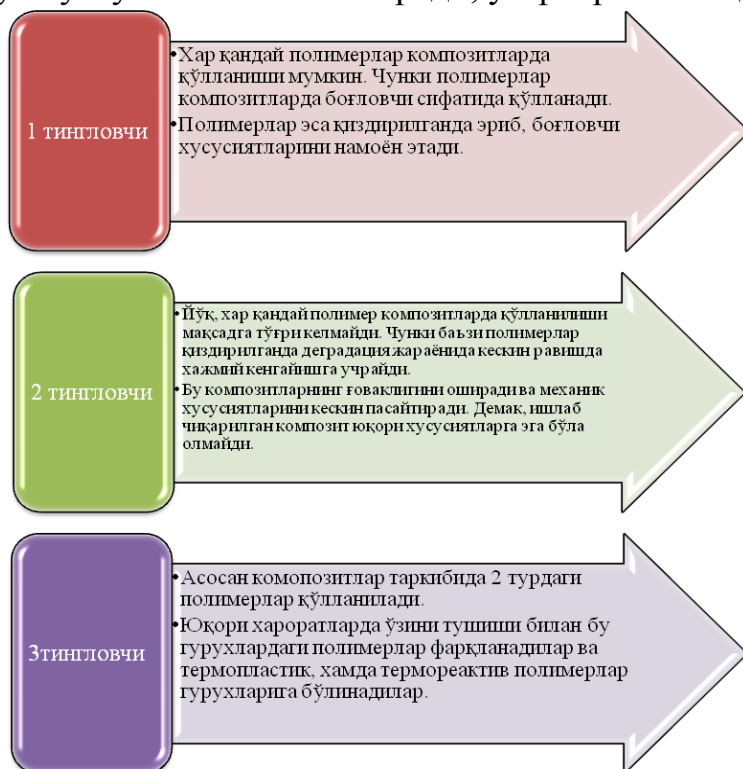 1 тингловчи
•Хар қандай полимерлар композитларда
қўлланиши мумкин. Чунки полимерлар
композитларда боғловчи сифатида қўлланади.
•Полимерлар эса қиздирилганда эриб, боғловчи
хусусиятларини намоён этади.
2 тингловчи
•Йўқ, хар қандай полимер композитларда қўлланилиши
мақсадга тўғри келмайди. Чунки баъзи полимерлар
қиздирилганда деградация жараёнида кескин равишда
хажмий кенгайишга учрайди.
•Бу композитларнинг ғоваклигини оширади ва механик
хусусиятларини кескин пасайтиради. Демак, ишлаб
чиқарилган композит юқори хусусиятларга эга бўла
олмайди.
3тингловчи
•Асосан комопозитлар таркибида 2 турдаги
полимерлар қўлланилади.
•Юқори хароратларда ўзини тушиши билан бу
гурухлардаги полимерлар фарқланадилар ва
термопластик, хамда термореактив полимерлар
гурухларига бўлинадилар.